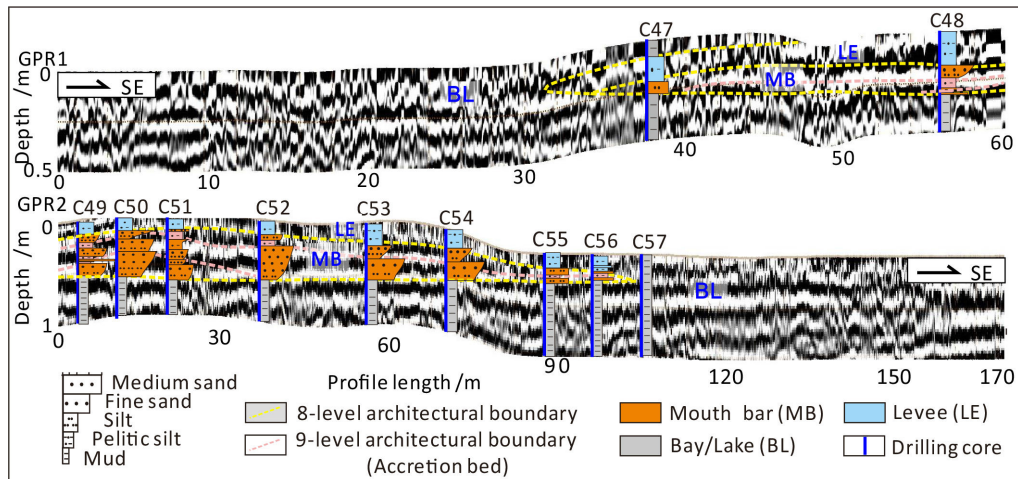 C47
C48
GPR1
LE
0
SE
BL
MB
Depth /m
0.5
0
10
20
30
40
50
60
GPR2
C49
C50
C51
C52
C53
C54
C55
C56
C57
0
LE
MB
BL
SE
Depth /m
1
0
30
60
90
120
150
170
Profile length /m
Medium sand
Fine sand
Silt
Pelitic silt
Mud
8-level architectural boundary
9-level architectural boundary
(Accretion bed)
Mouth bar (MB)
Bay/Lake (BL)
Levee (LE)
Drilling core